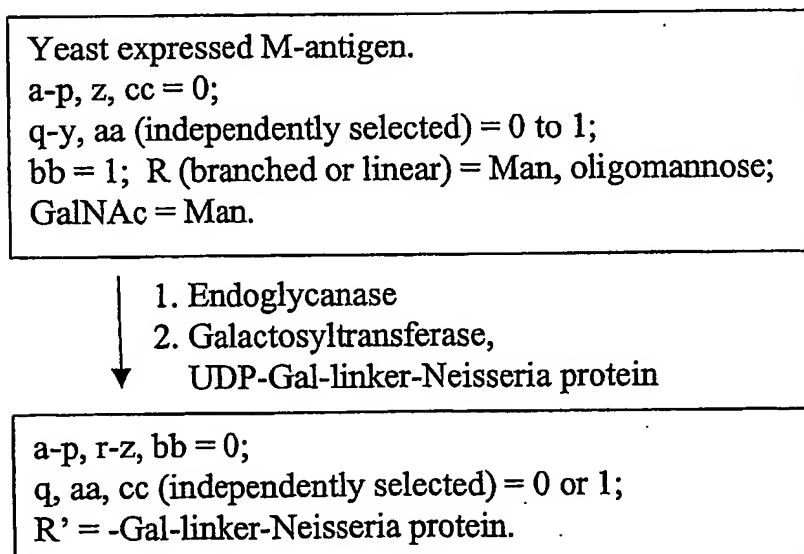 Yeast expressed M-antigen.
a-p, z, cc = 0;
q-y, aa (independently selected) = 0 to 1;
bb = 1; R (branched or linear) = Man, oligomannose;
GalNAc = Man.
1. Endoglycanase
2. Galactosyltransferase,
UDP-Gal-linker-Neisseria protein
a-p, r-z, bb = 0;
q, aa, cc (independently selected) = 0 or 1;
R' = -Gal-linker-Neisseria protein.